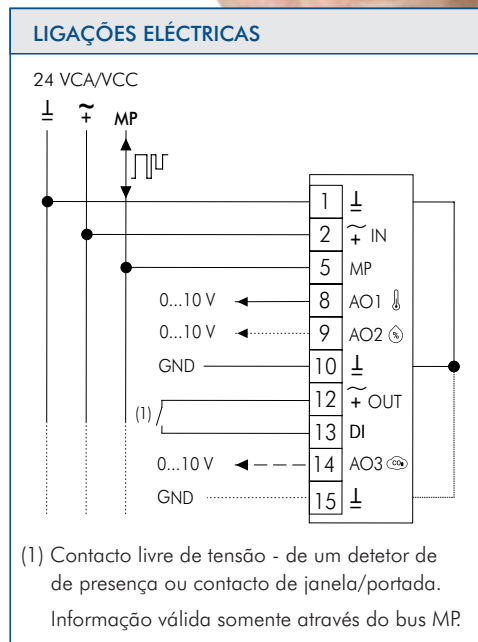 LIGAÇÕES ELÉCTRICAS
24 VCA/VCC
MP
1
2 IN
5 MP
0...10 V 8 AO1
0...10 V 9 AO2 %
GND 10
12 OUT
(1) 13 DI
0...10 V 14 AO3 CO₂
GND 15
(1) Contacto livre de tensão - de um detetor de
de presença ou contacto de janela/portada.
Informação válida somente através do bus MP.